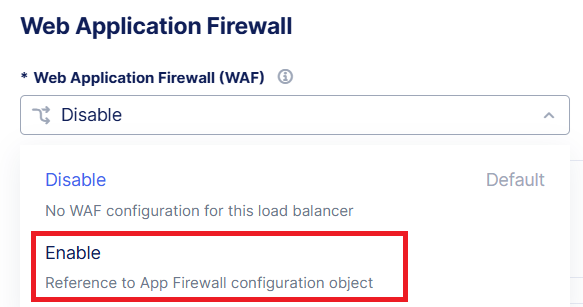 Web Application Firewall
* Web Application Firewall (WAF)
Disable
Disable Default
No WAF configuration for this load balancer
Enable
Reference to App Firewall configuration object